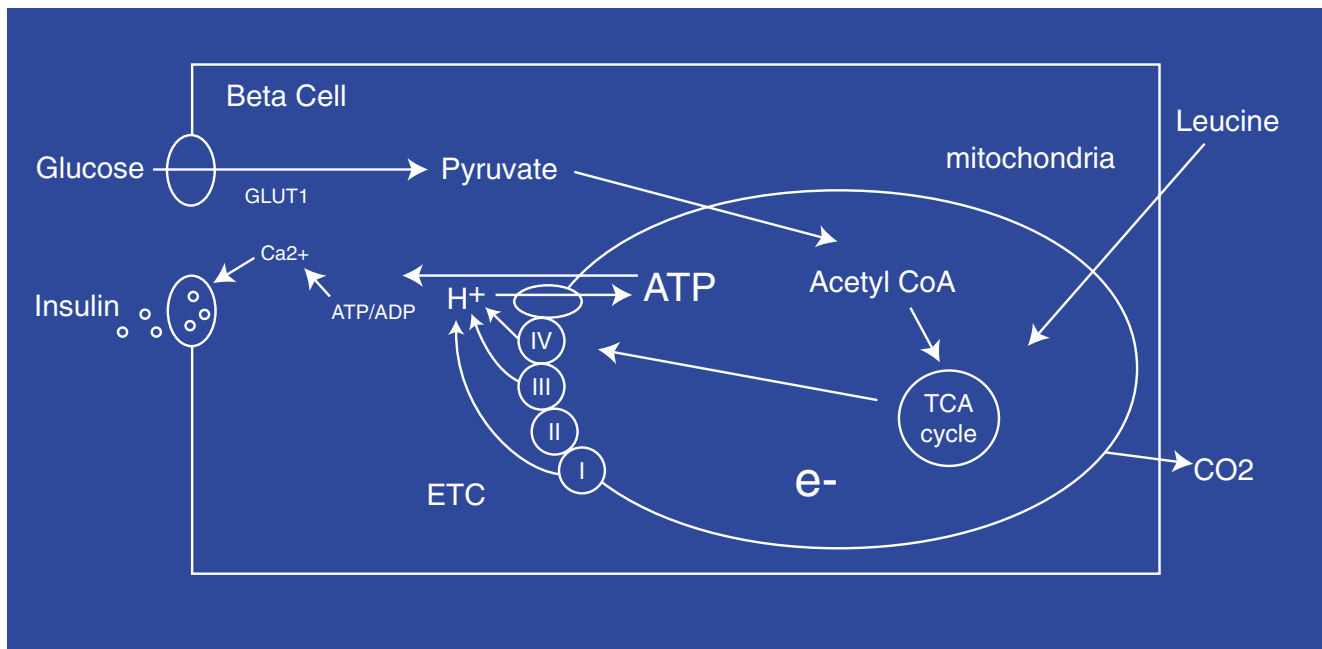 Beta Cell
Leucine
mitochondria
Glucose
Pyruvate
GLUT1
Ca2+
ATP
Acetyl CoA
H+
Insulin
ATP/ADP
IV
III
TCA
cycle
II
I
CO2
e-
ETC